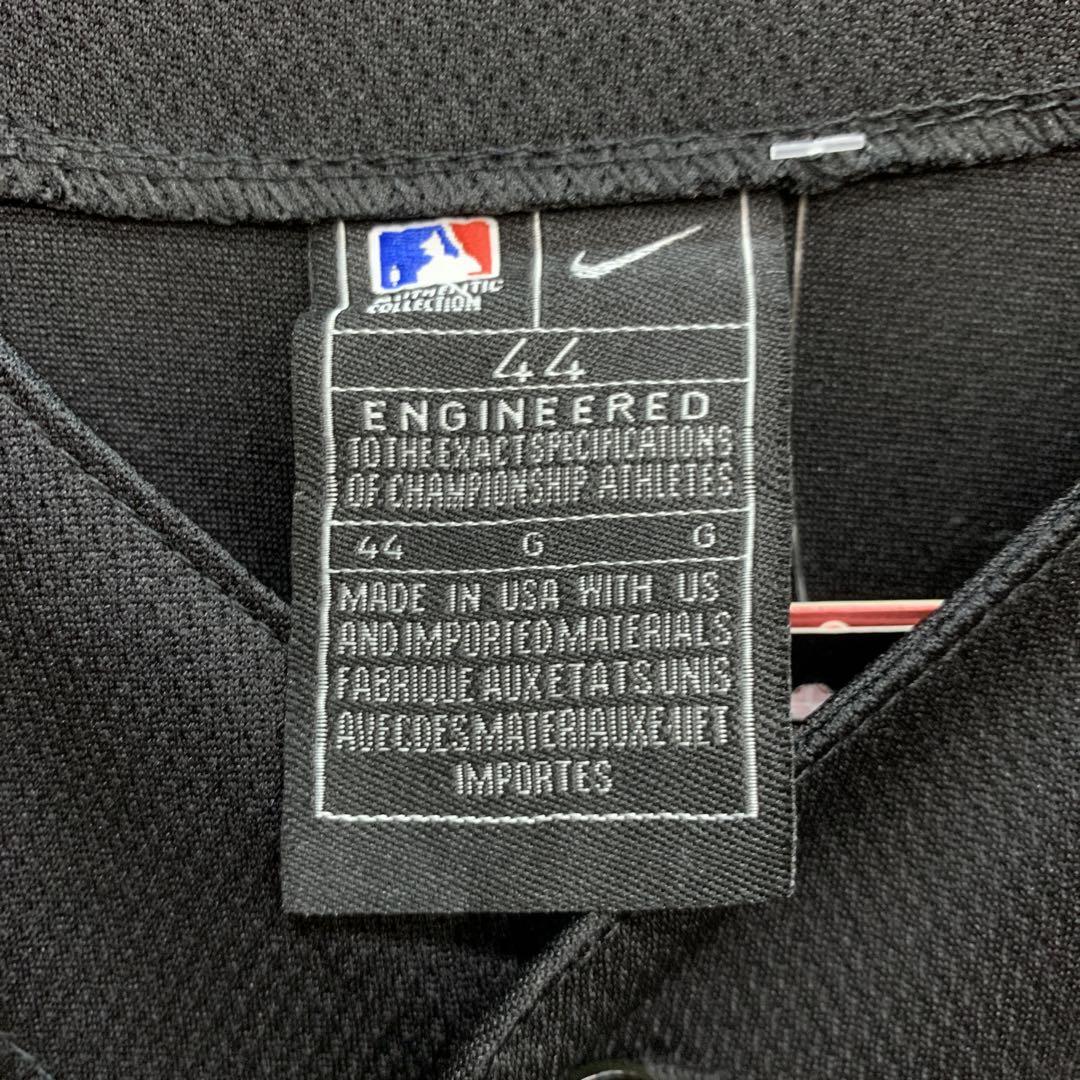 AUTHENTIC
COLLECTION
44
ENGINEERED
TO THE EXACT SPECIFICATIONS
OF CHAMPIONSHIP ATHLETES
44 G G
MADE IN USA WITH US
AND IMPORTED MATERIALS
FABRIQUE AUX ETATS UNIS
AVEC DES MATERIAUX E-U ET
IMPORTES